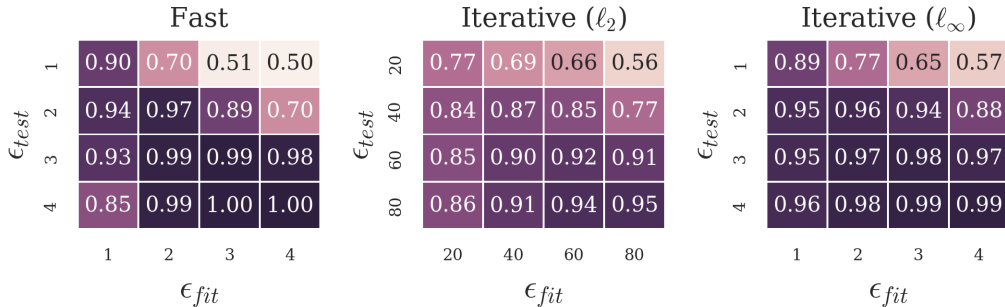 Fast
ϵ_test
1 0.90 0.70 0.51 0.50
2 0.94 0.97 0.89 0.70
3 0.93 0.99 0.99 0.98
4 0.85 0.99 1.00 1.00
1 2 3 4
ϵ_fit
Iterative (ℓ₂)
ϵ_test
20 0.77 0.69 0.66 0.56
40 0.84 0.87 0.85 0.77
60 0.85 0.90 0.92 0.91
80 0.86 0.91 0.94 0.95
20 40 60 80
ϵ_fit
Iterative (ℓ∞)
ϵ_test
1 0.89 0.77 0.65 0.57
2 0.95 0.96 0.94 0.88
3 0.95 0.97 0.98 0.97
4 0.96 0.98 0.99 0.99
1 2 3 4
ϵ_fit